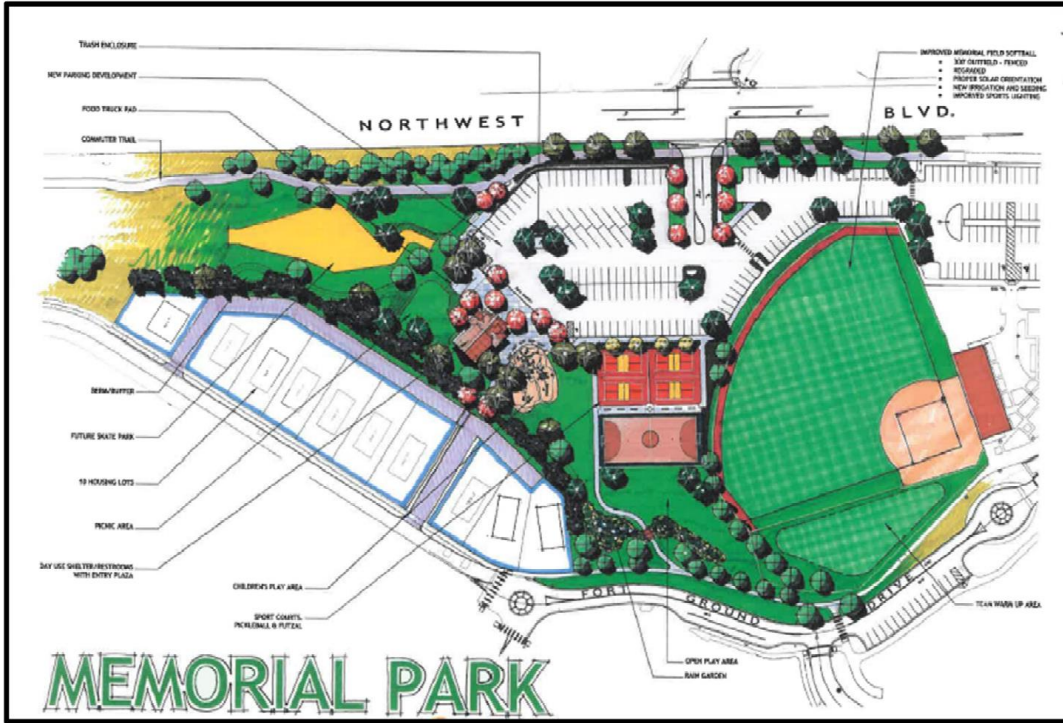 TRASH ENCLOSURE
NEW PARKING DEVELOPMENT
FOOD TRUCK PAD
COMMUTER TRAIL
NORTHWEST
BLVD.
IMPROVED MEMORIAL FIELD SOFTBALL
OUTFIELD - FENCED
REGRADED
PROPER SOLAR ORIENTATION
NEW IRRIGATION AND SEEDING
SPORTS LIGHTING
BERM/BUFFER
FUTURE SKATE PARK
10 HOUSING LOTS
PICNIC AREA
DAY USE SHELTER/RESTROOMS
WITH ENTRY PLAZA
CHILDREN'S PLAY AREA
SPORT COURTS
PICKLEBALL & FUTZAL
FORT GROUND DRIVE
TEAM WARM UP AREA
OPEN PLAY AREA
RAIN GARDEN
MEMORIAL PARK